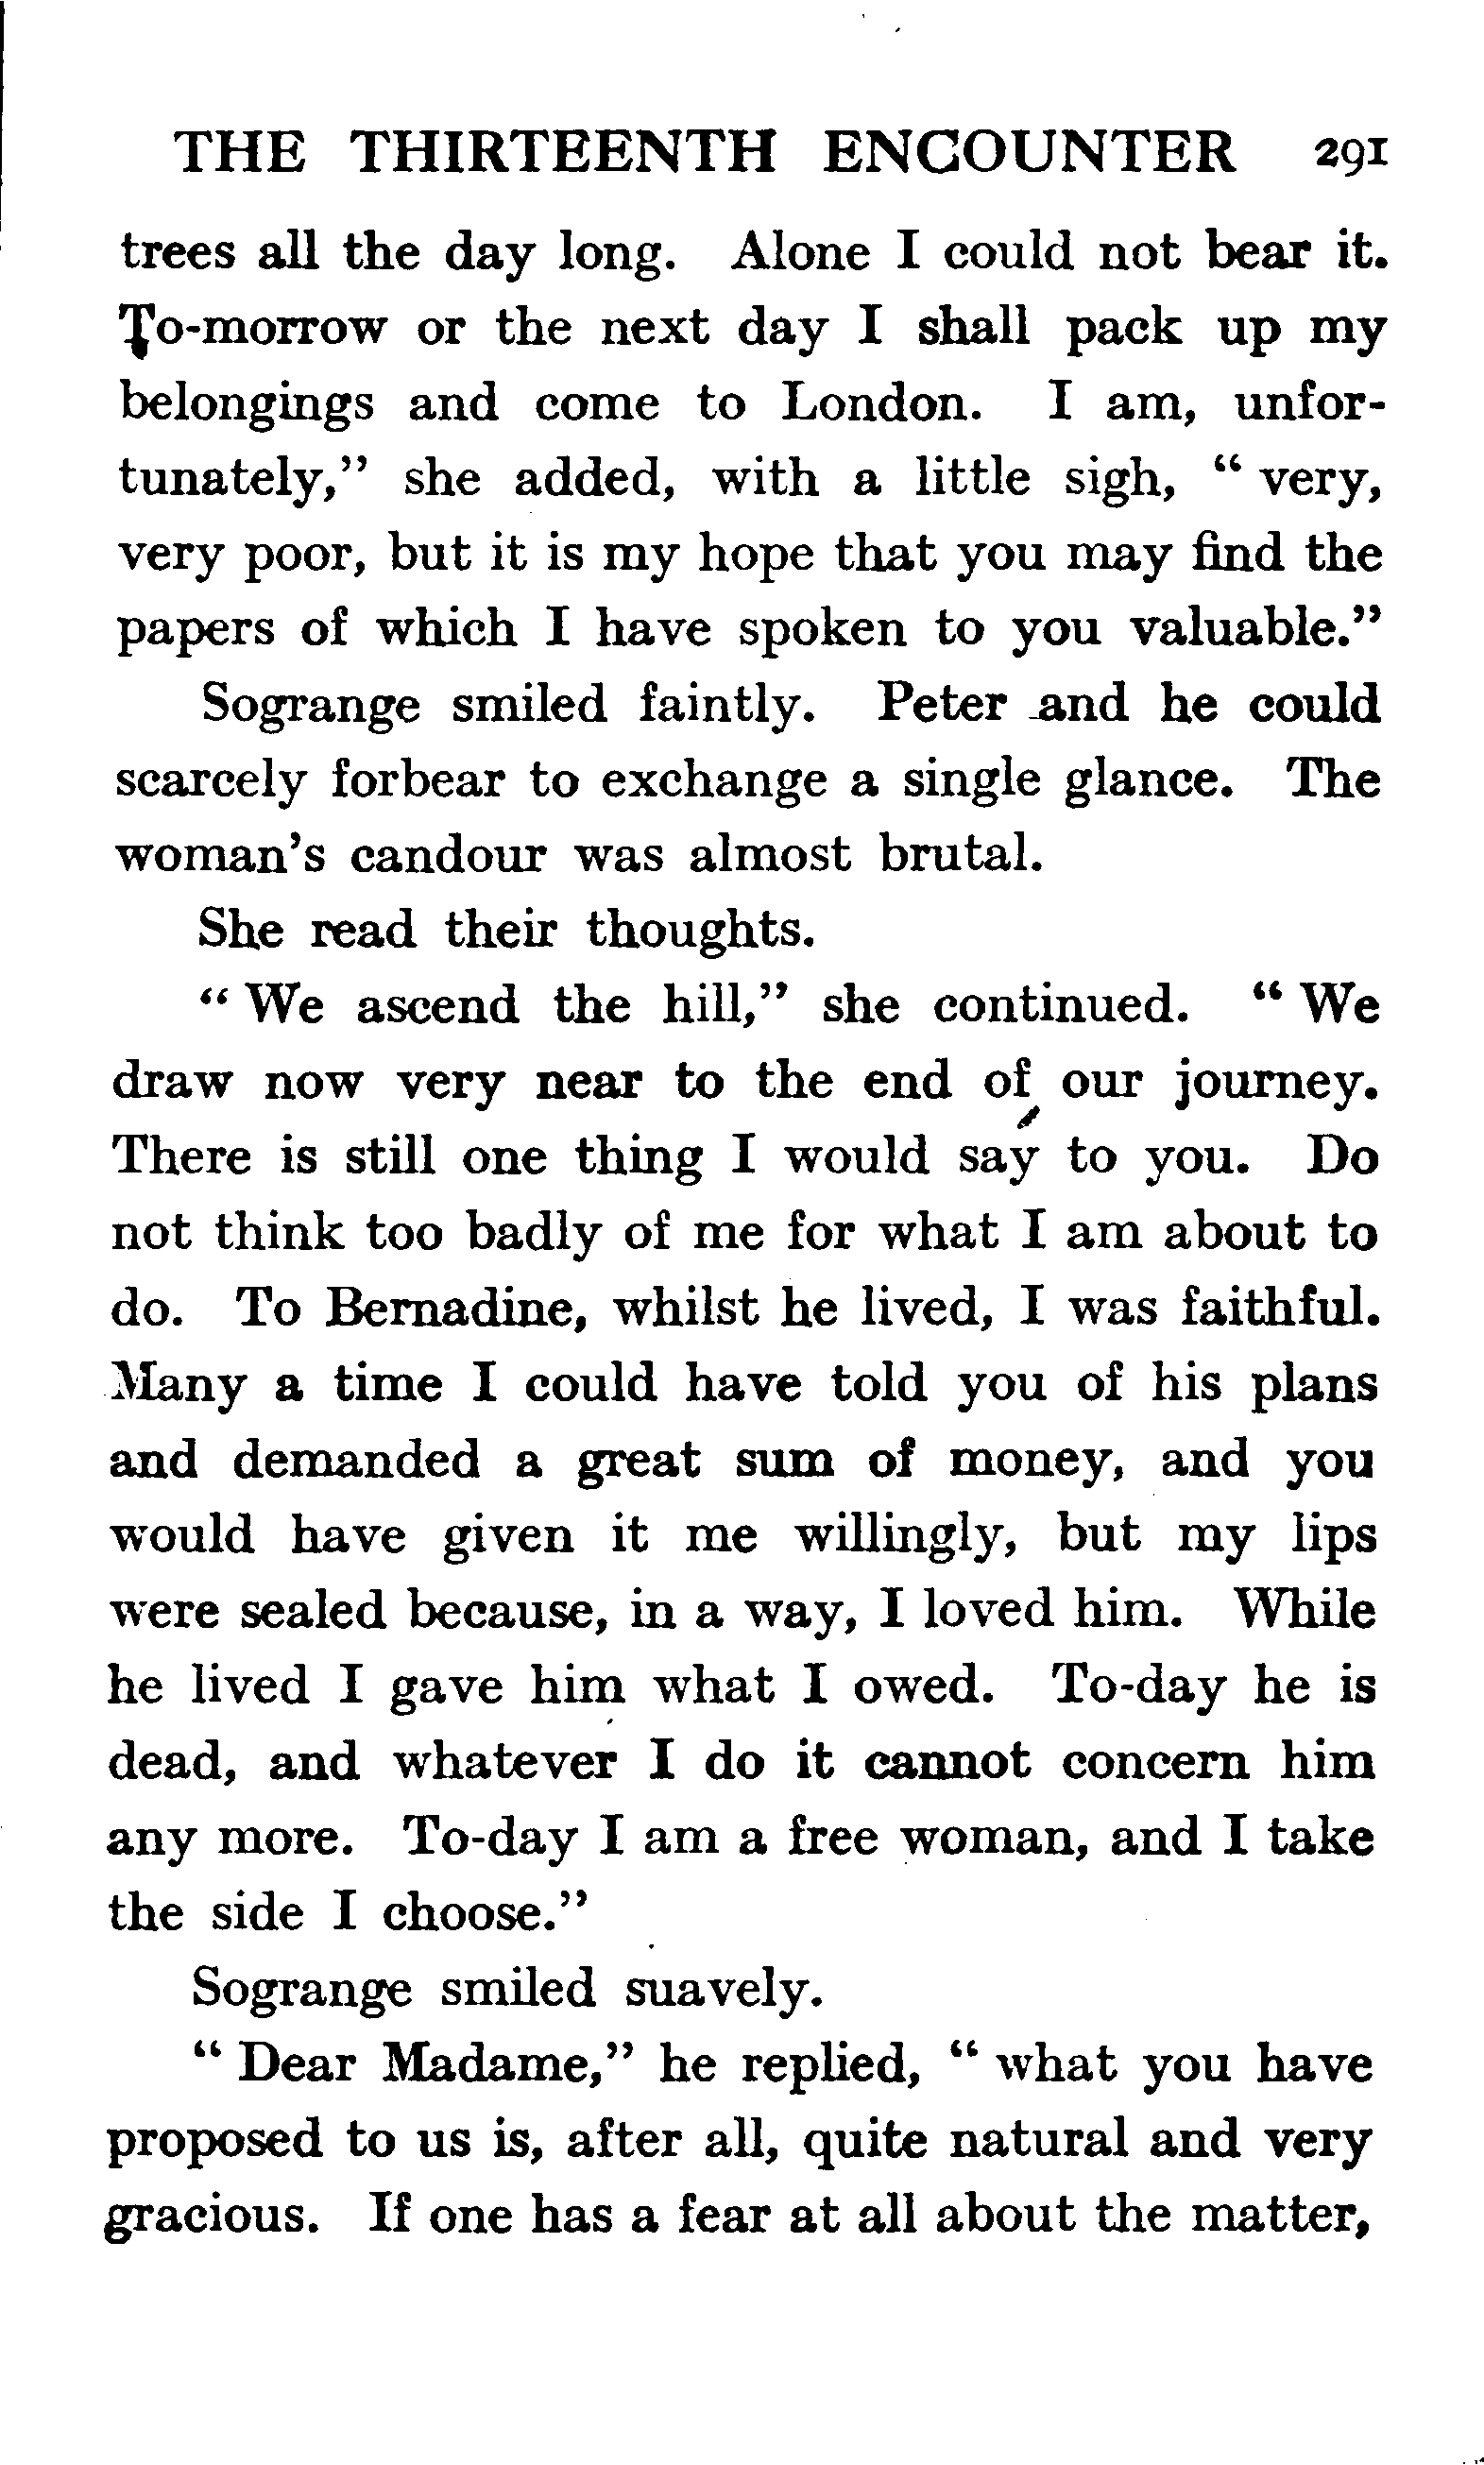 THE THIRTEENTH ENCOUNTER 291
trees all the day long. Alone I could not bear it.
To-morrow or the next day I shall pack up my
belongings and come to London. I am, unfor-
tunately," she added, with a little sigh, " very,
very poor, but it is my hope that you may find the
papers of which I have spoken to you valuable."
Sogrange smiled faintly. Peter and he could
scarcely forbear to exchange a single glance. The
woman's candour was almost brutal.
She read their thoughts.
" We ascend the hill," she continued. " We
draw now very near to the end of our journey.
There is still one thing I would say to you. Do
not think too badly of me for what I am about to
do. To Bernadine, whilst he lived, I was faithful.
Many a time I could have told you of his plans
and demanded a great sum of money, and you
would have given it me willingly, but my lips
were sealed because, in a way, I loved him. While
he lived I gave him what I owed. To-day he is
dead, and whatever I do it cannot concern him
any more. To-day I am a free woman, and I take
the side I choose."
Sogrange smiled suavely.
" Dear Madame," he replied, " what you have
proposed to us is, after all, quite natural and very
gracious. If one has a fear at all about the matter,